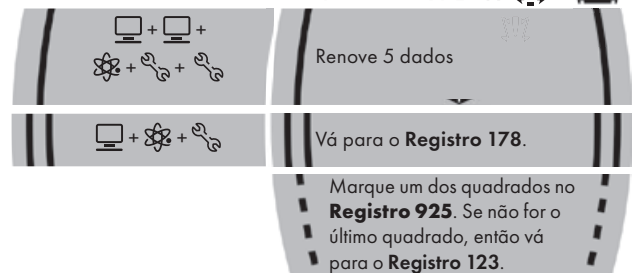 + +
+ + Renove 5 dados
+ + Vá para o Registro 178.
Marque um dos quadrados no
Registro 925. Se não for o
último quadrado, então vá
para o Registro 123.